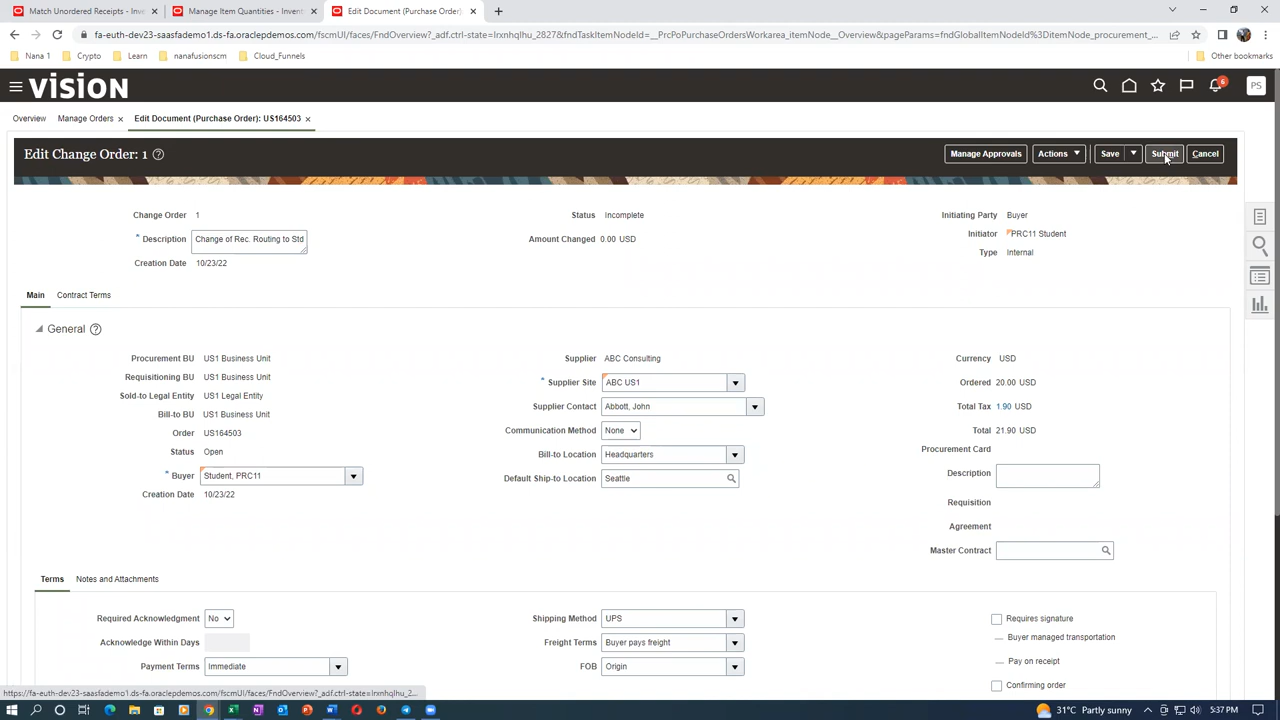 Match Unordered Receipts - Inven
Manage Item Quantities - Invent
Edit Document (Purchase Order)
fa-euth-dev23-saasfademo1.ds-fa.oraclepdemos.com/fscmUI/faces/FndOverview?_adf.ctrl-state=lrxnhqlhu_2827&fndTaskItemNodeId=__PrcPoPurchaseOrdersWorkarea_itemNode__Overview&pageParams=fndGlobalItemNodeId%3DitemNode_procurement_...
Nana 1
Crypto
Learn
nanafusionscm
Cloud_Funnels
Other bookmarks
VISION
6
PS
Overview
Manage Orders
Edit Document (Purchase Order): US164503
Edit Change Order: 1
Manage Approvals
Actions
Save
Submit
Cancel
Change Order 1
Status Incomplete
Initiating Party Buyer
* Description Change of Rec. Routing to Std
Amount Changed 0.00 USD
Initiator PRC11 Student
Creation Date 10/23/22
Type Internal
Main
Contract Terms
General
Procurement BU US1 Business Unit
Supplier ABC Consulting
Currency USD
Requisitioning BU US1 Business Unit
* Supplier Site ABC US1
Ordered 20.00 USD
Sold-to Legal Entity US1 Legal Entity
Supplier Contact Abbott, John
Total Tax 1.90 USD
Bill-to BU US1 Business Unit
Communication Method None
Total 21.90 USD
Order US164503
Procurement Card
Status Open
Bill-to Location Headquarters
Description
* Buyer Student, PRC11
Default Ship-to Location Seattle
Creation Date 10/23/22
Requisition
Agreement
Master Contract
Terms
Notes and Attachments
Required Acknowledgment No
Shipping Method UPS
Requires signature
Acknowledge Within Days
Freight Terms Buyer pays freight
Buyer managed transportation
Payment Terms Immediate
FOB Origin
Pay on receipt
Confirming order
https://fa-euth-dev23-saasfademo1.ds-fa.oraclepdemos.com/fscmUI/faces/FndOverview?_adf.ctrl-state=lrxnhqlhu_2...
31°C Partly sunny
5:37 PM